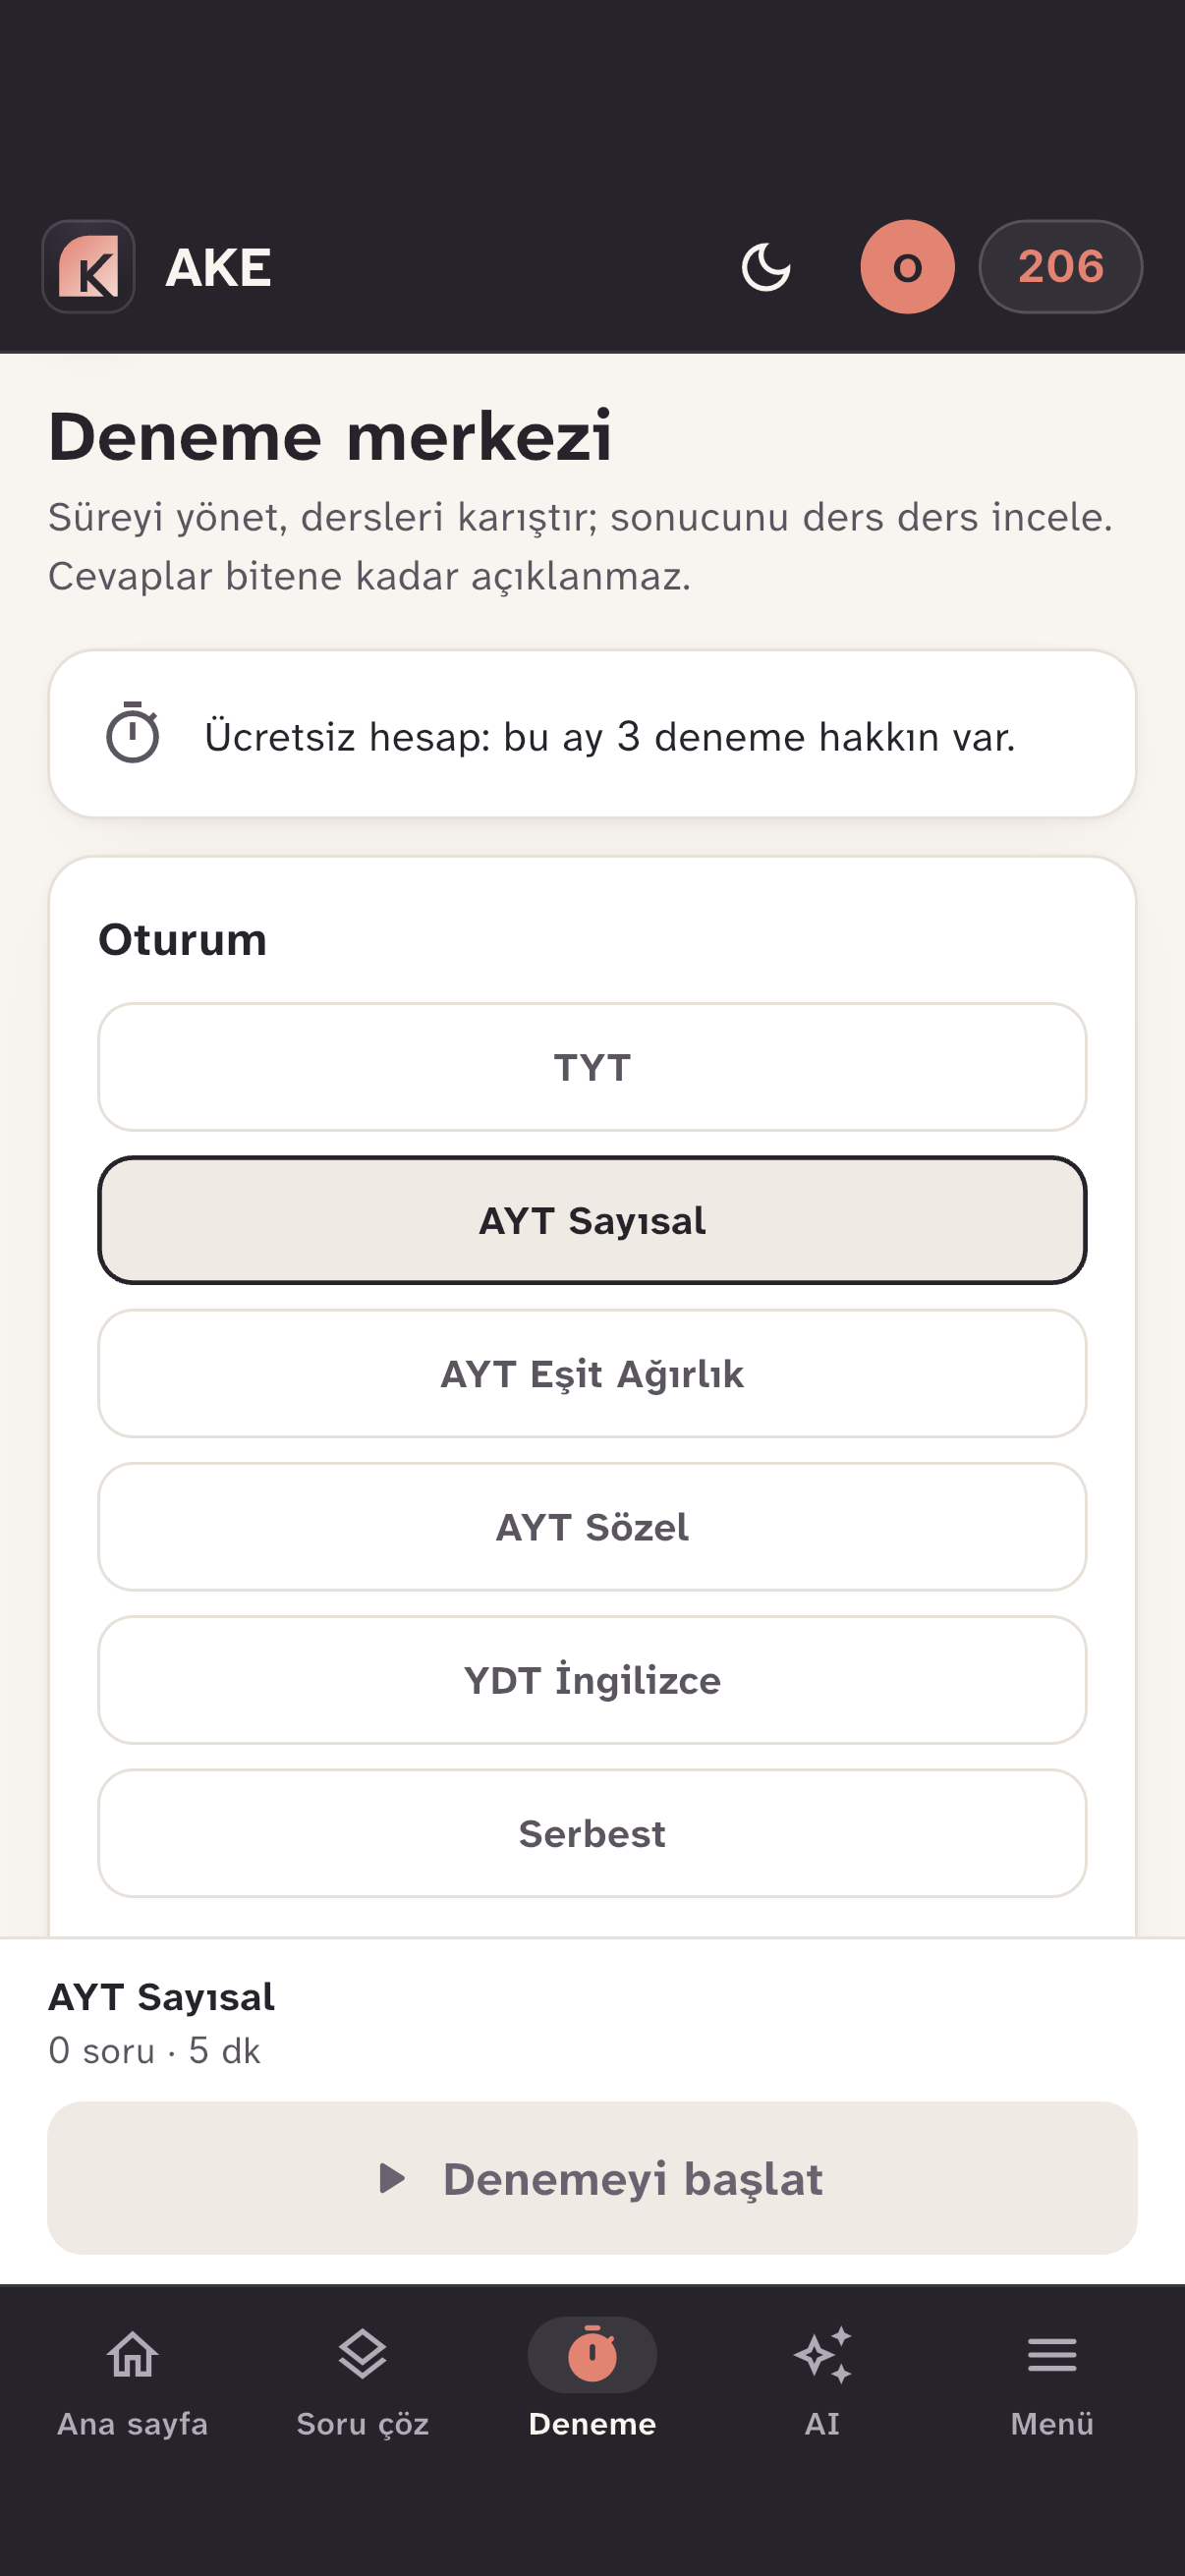 K AKE O 206
Deneme merkezi
Süreyi yönet, dersleri karıştır; sonucunu ders ders incele.
Cevaplar bitene kadar açıklanmaz.
Ücretsiz hesap: bu ay 3 deneme hakkın var.
Oturum
TYT
AYT Sayısal
AYT Eşit Ağırlık
AYT Sözel
YDT İngilizce
Serbest
AYT Sayısal
0 soru · 5 dk
Denemeyi başlat
Ana sayfa Soru çöz Deneme AI Menü